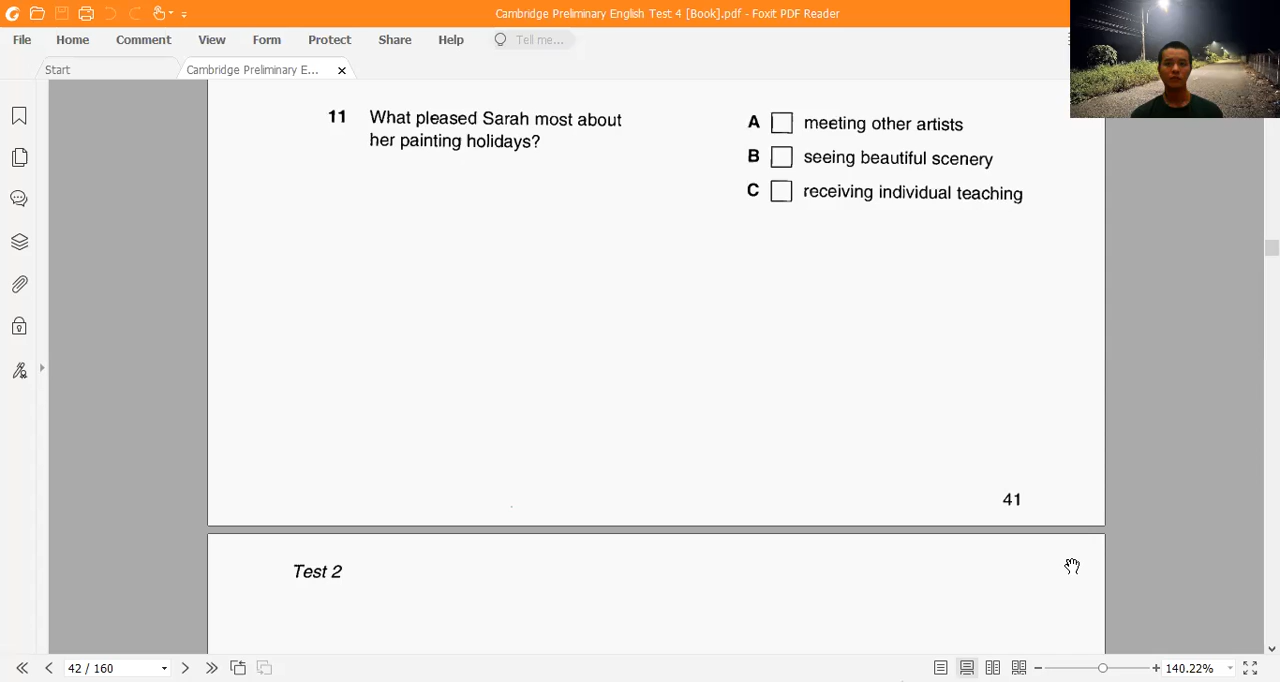 Cambridge Preliminary English Test 4 [Book].pdf - Foxit PDF Reader
File Home Comment View Form Protect Share Help Tell me...
Start Cambridge Preliminary E... ×
11 What pleased Sarah most about
her painting holidays?
A meeting other artists
B seeing beautiful scenery
C receiving individual teaching
41
Test 2
42 / 160
140.22%